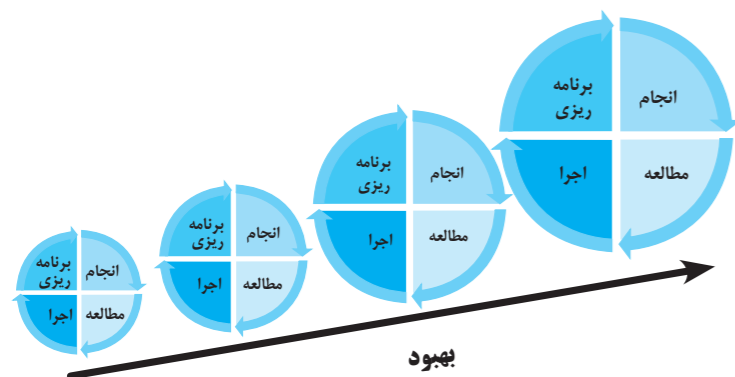 برنامه
ریزی
انجام
اجرا
مطالعه
برنامه
ریزی
انجام
اجرا
مطالعه
برنامه
ریزی
انجام
اجرا
مطالعه
برنامه
ریزی
انجام
اجرا
مطالعه
بهبود